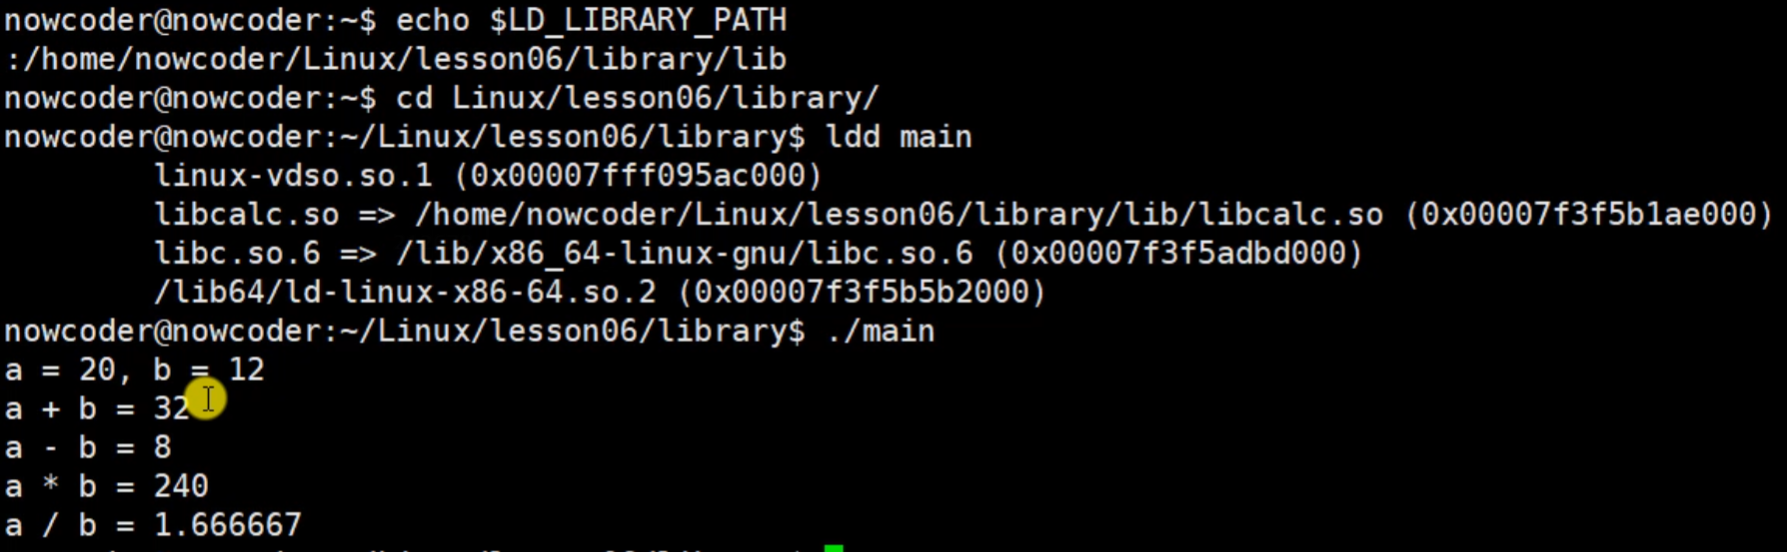 nowcoder@nowcoder:~$ echo $LD_LIBRARY_PATH
:/home/nowcoder/Linux/lesson06/library/lib
nowcoder@nowcoder:~$ cd Linux/lesson06/library/
nowcoder@nowcoder:~/Linux/lesson06/library$ ldd main
linux-vdso.so.1 (0x00007fff095ac000)
libcalc.so => /home/nowcoder/Linux/lesson06/library/lib/libcalc.so (0x00007f3f5b1ae000)
libc.so.6 => /lib/x86_64-linux-gnu/libc.so.6 (0x00007f3f5adbd000)
/lib64/ld-linux-x86-64.so.2 (0x00007f3f5b5b2000)
nowcoder@nowcoder:~/Linux/lesson06/library$ ./main
a = 20, b = 12
a + b = 32
a - b = 8
a * b = 240
a / b = 1.666667